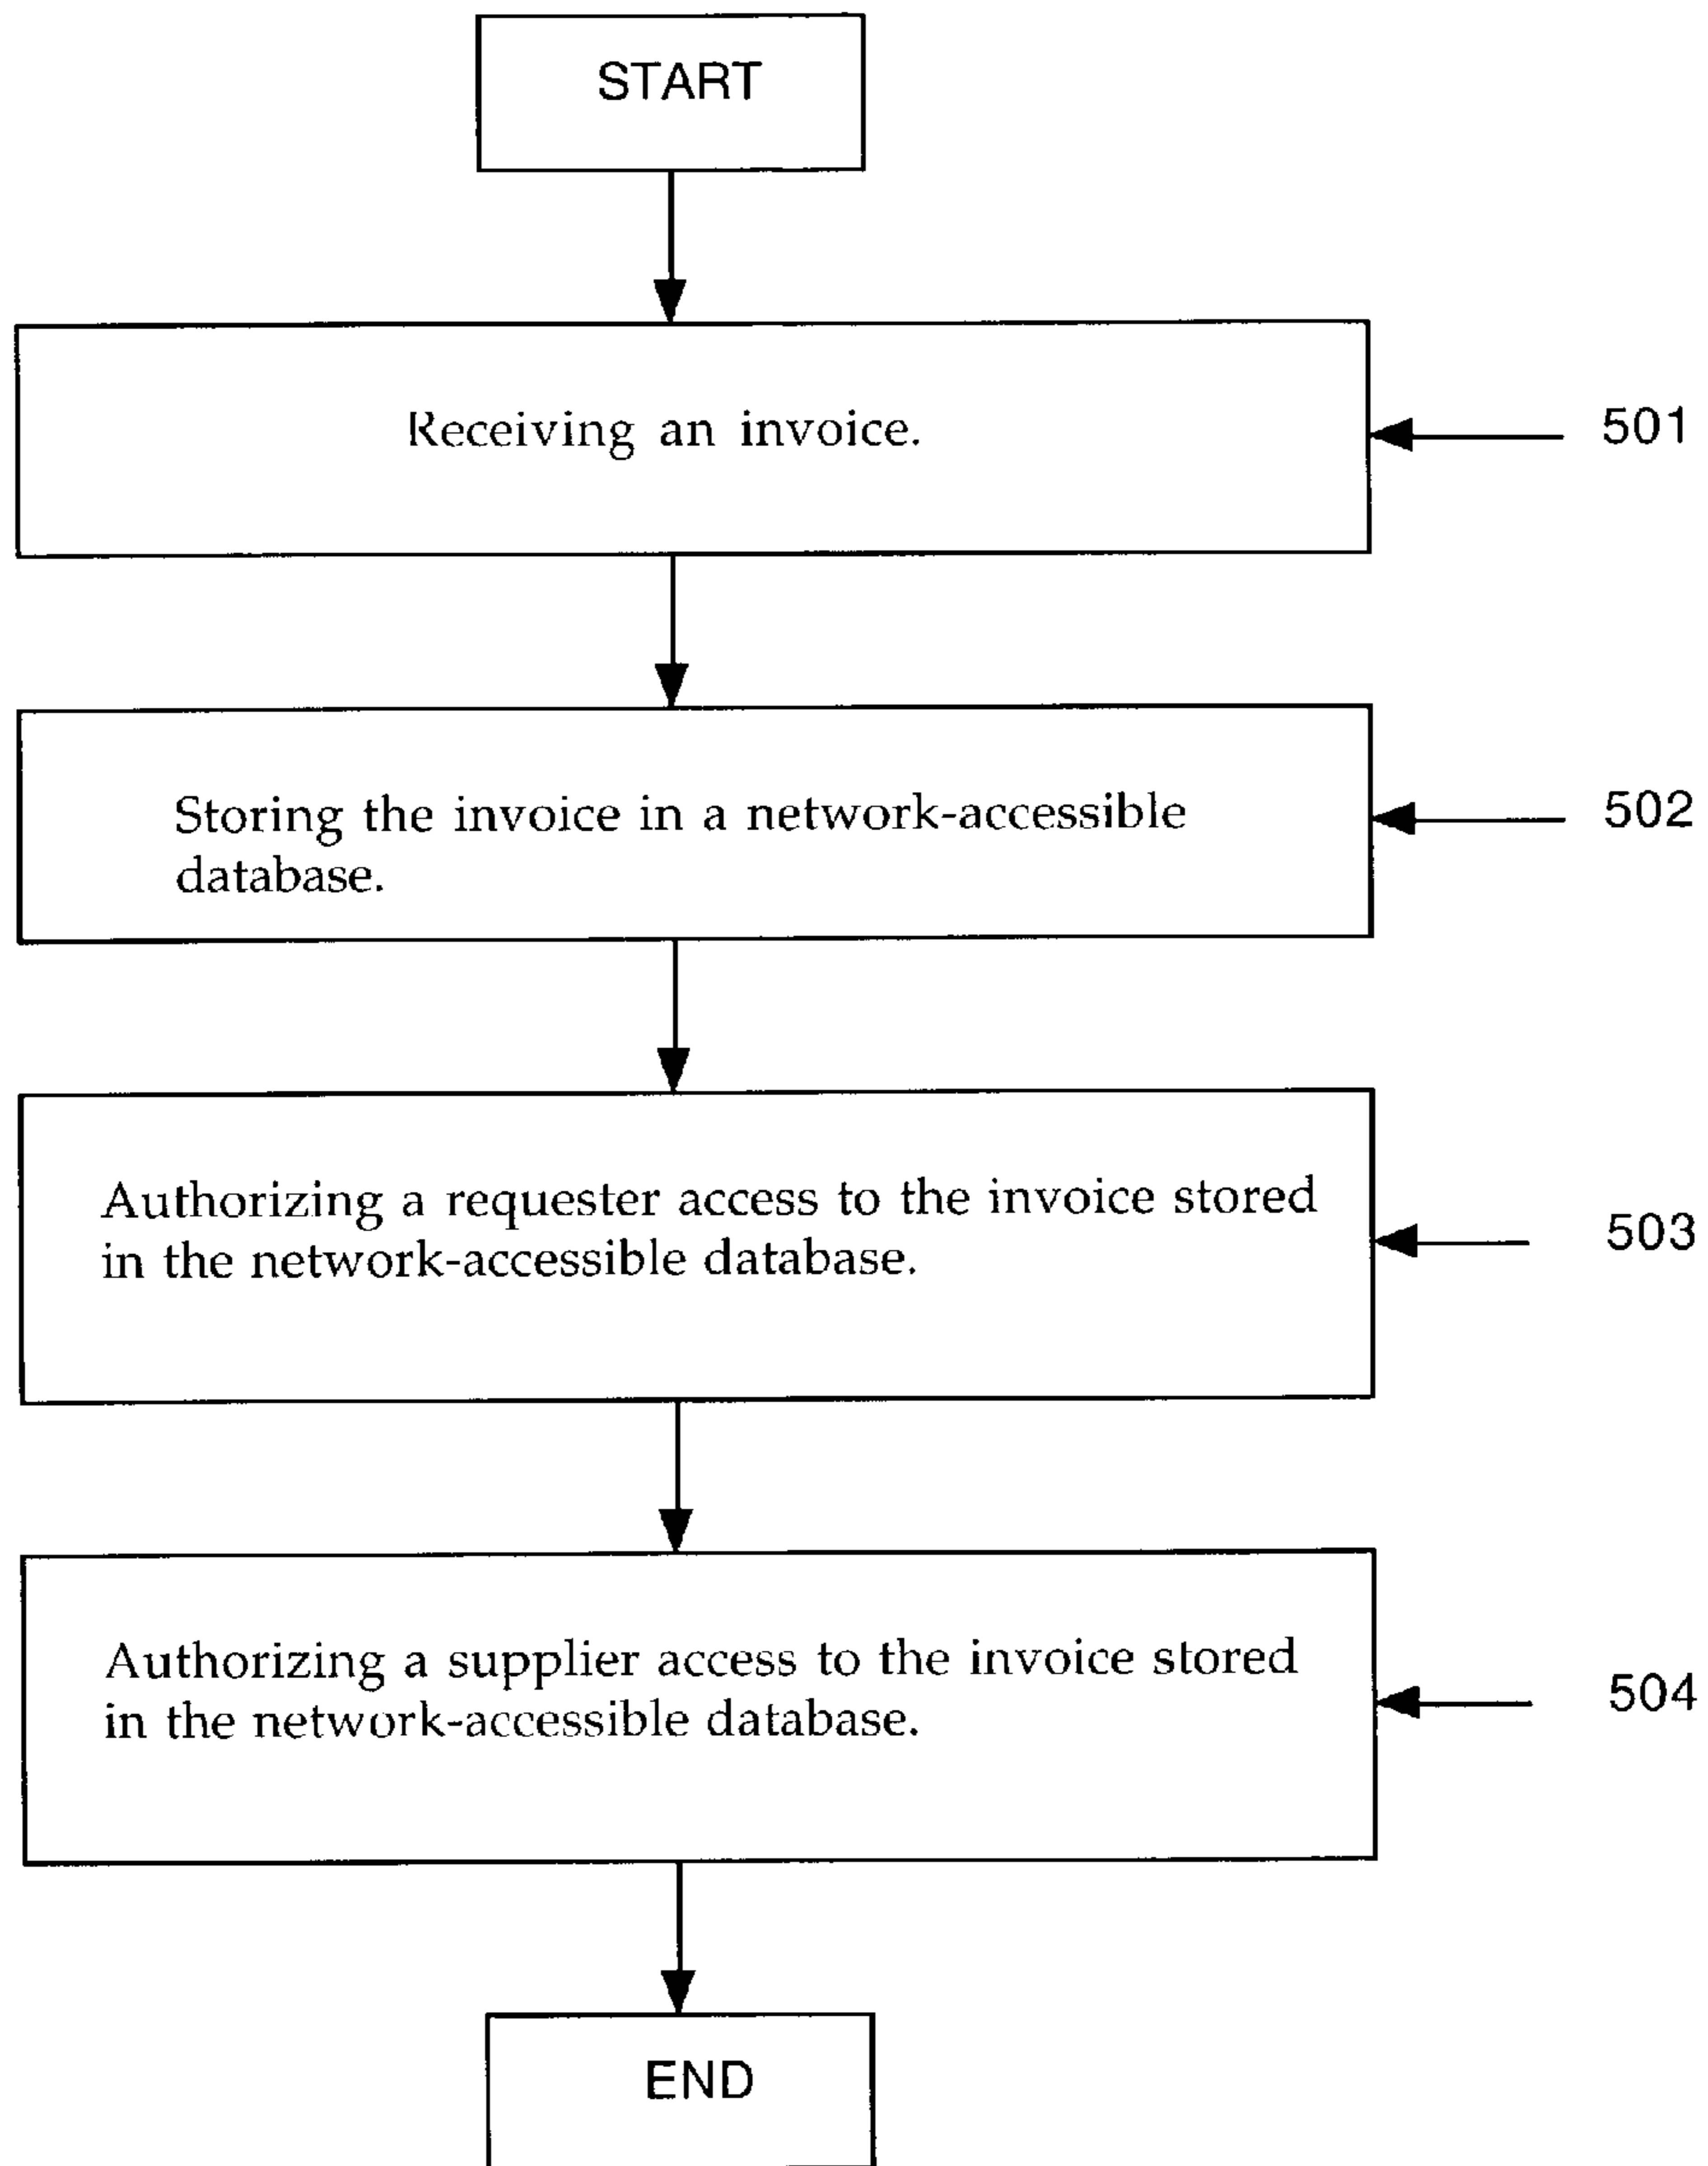 START
Receiving an invoice.
501
Storing the invoice in a network-accessible
database.
502
Authorizing a requester access to the invoice stored
in the network-accessible database.
503
Authorizing a supplier access to the invoice stored
in the network-accessible database.
504
END